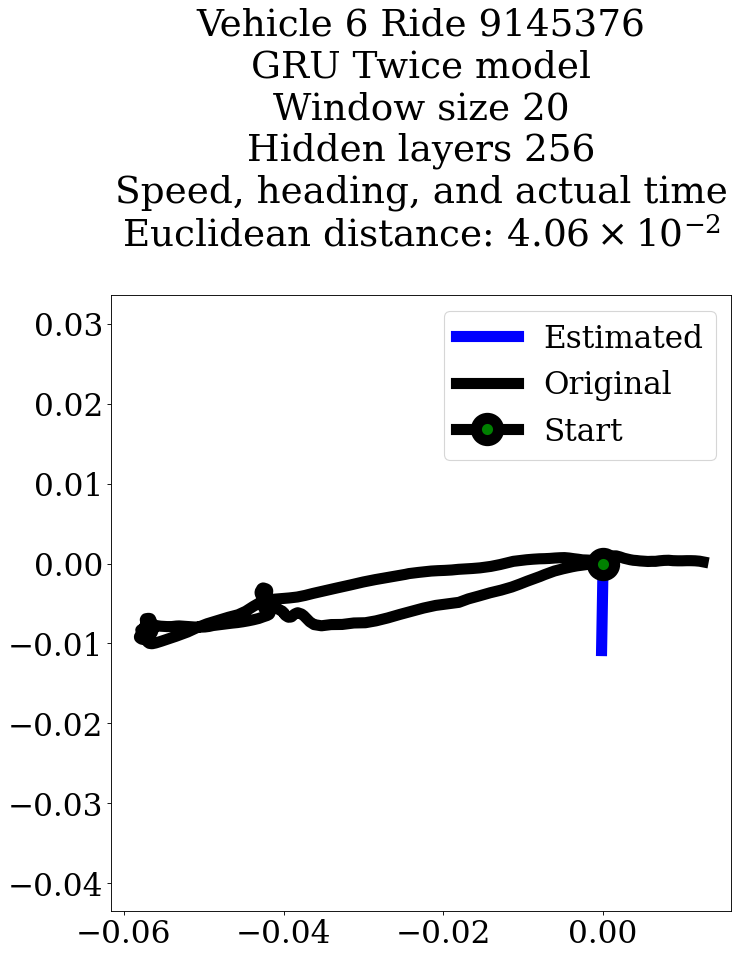 Vehicle 6 Ride 9145376
GRU Twice model
Window size 20
Hidden layers 256
Speed, heading, and actual time
Euclidean distance: 4.06 × 10⁻²
Estimated
Original
Start
0.03
0.02
0.01
0.00
−0.01
−0.02
−0.03
−0.04
−0.06 −0.04 −0.02 0.00